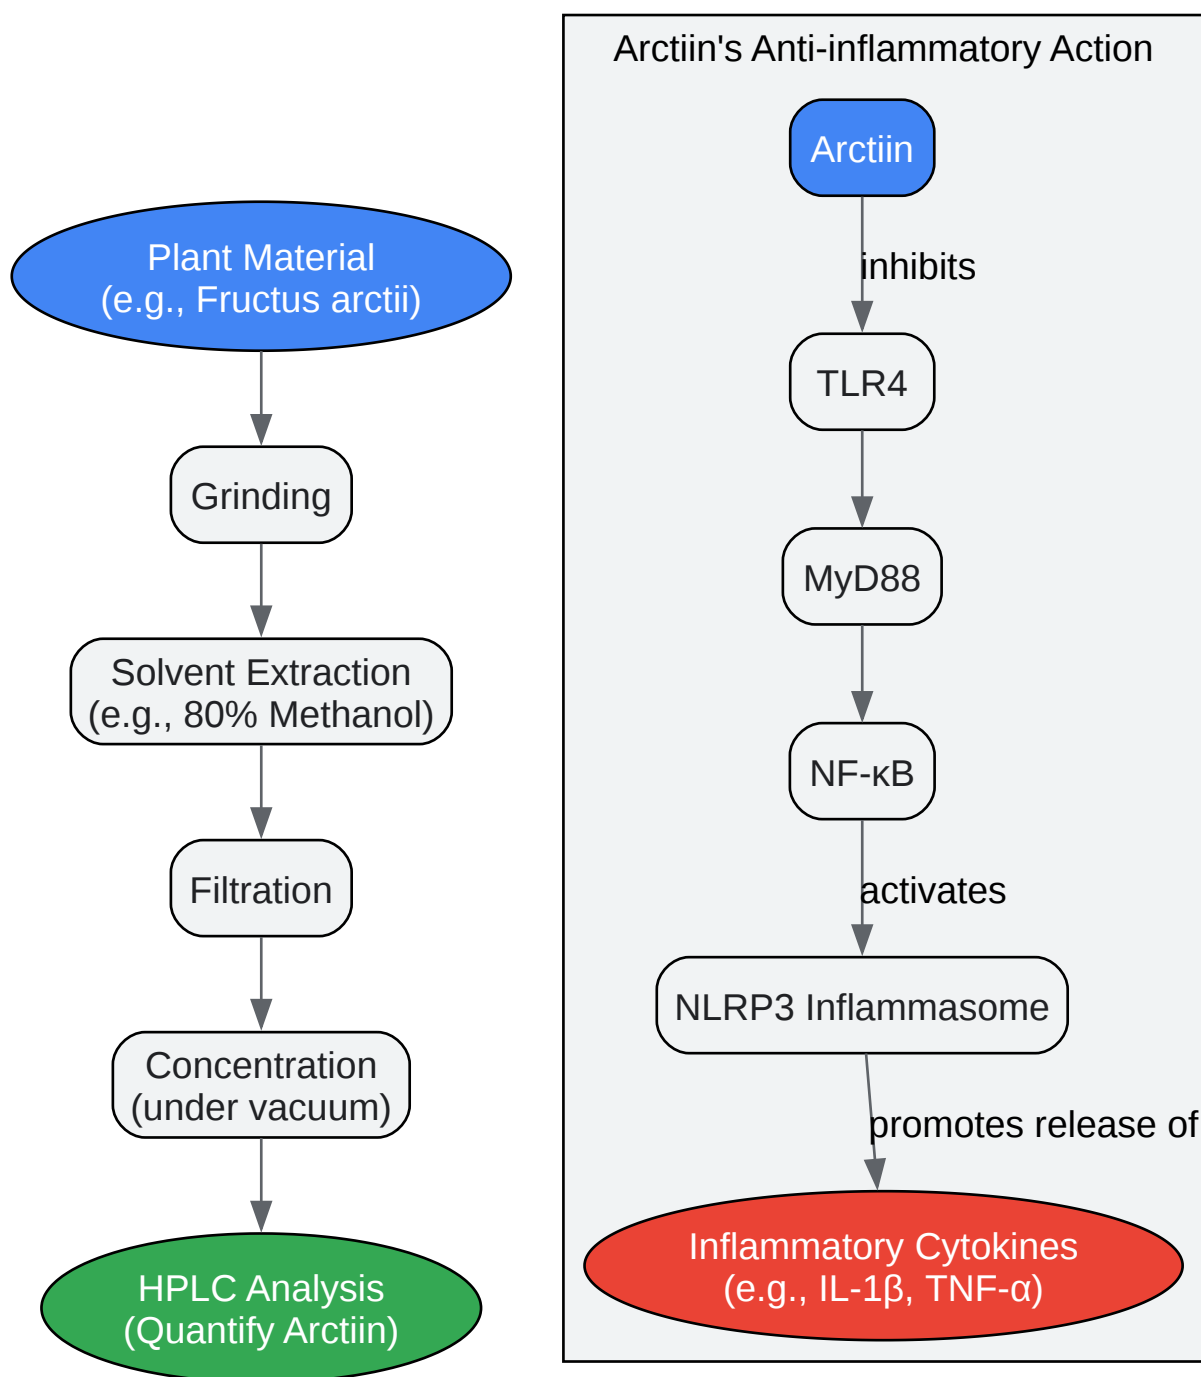 Plant Material
(e.g., Fructus arctii)
Grinding
Solvent Extraction
(e.g., 80% Methanol)
Filtration
Concentration
(under vacuum)
HPLC Analysis
(Quantify Arctiin)
Arctiin's Anti-inflammatory Action
Arctiin
inhibits
TLR4
MyD88
NF-κB
activates
NLRP3 Inflammasome
promotes release of
Inflammatory Cytokines
(e.g., IL-1β, TNF-α)